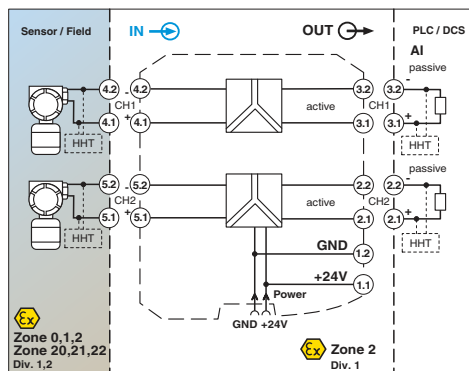 Sensor / Field
IN
OUT
PLC / DCS
AI
passive
4.2
-
4.2
3.2
3.2
-
CH1
CH1
4.1
+
4.1
active
3.1
3.1
+
HHT
HHT
passive
5.2
-
5.2
2.2
2.2
-
CH2
CH2
5.1
+
5.1
active
2.1
2.1
+
HHT
HHT
GND
1.2
+24V
1.1
Power
GND +24V
Ex
Zone 0,1,2
Zone 20,21,22
Div. 1,2
Ex
Zone 2
Div. 1